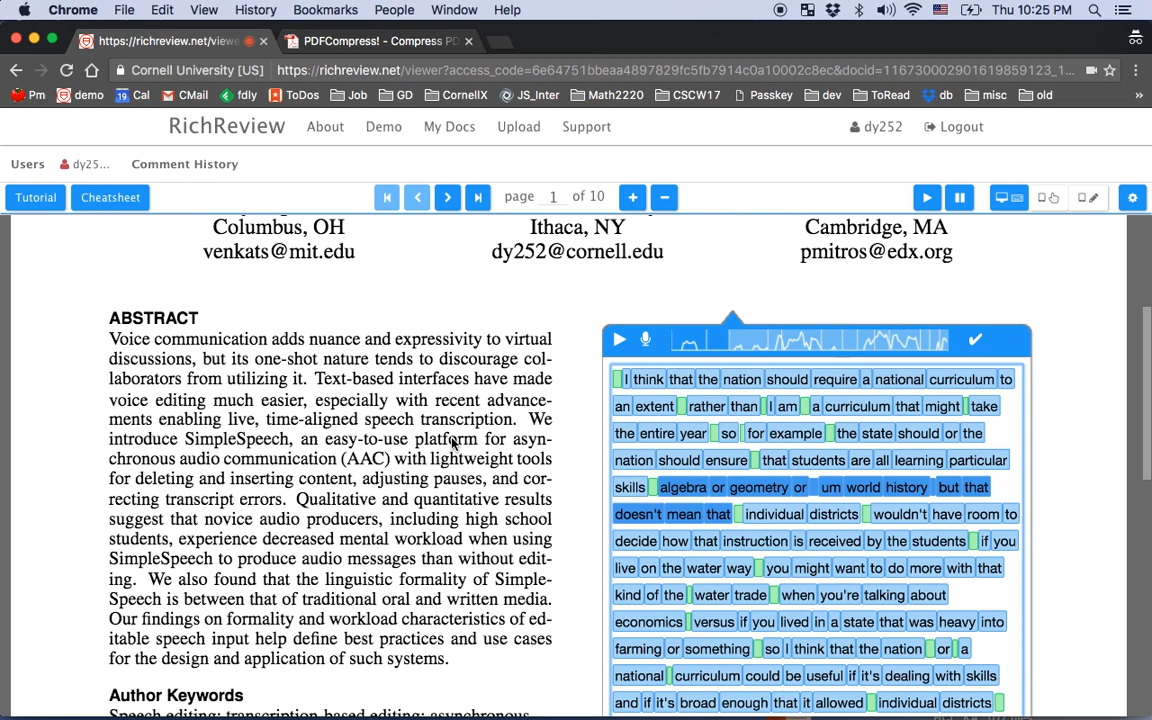 Chrome File Edit View History Bookmarks People Window Help Thu 10:25 PM
https://richreview.net/viewe PDFCompress! - Compress PD
Cornell University [US] https://richreview.net/viewer?access_code=6e64751bbeaa4897829fc5fb7914c0a10002c8ec&docid=116730002901619859123_1...
Pm demo 19 Cal CMail fdly ToDos Job GD CornellX JS_Inter Math2220 CSCW17 Passkey dev ToRead db misc old »
RichReview About Demo My Docs Upload Support dy252 Logout
Users dy25... Comment History
Tutorial Cheatsheet page 1 of 10
Columbus, OH Ithaca, NY Cambridge, MA
venkats@mit.edu dy252@cornell.edu pmitros@edx.org
ABSTRACT
Voice communication adds nuance and expressivity to virtual
discussions, but its one-shot nature tends to discourage col-
laborators from utilizing it. Text-based interfaces have made
voice editing much easier, especially with recent advance-
ments enabling live, time-aligned speech transcription. We
introduce SimpleSpeech, an easy-to-use platform for asyn-
chronous audio communication (AAC) with lightweight tools
for deleting and inserting content, adjusting pauses, and cor-
recting transcript errors. Qualitative and quantitative results
suggest that novice audio producers, including high school
students, experience decreased mental workload when using
SimpleSpeech to produce audio messages than without edit-
ing. We also found that the linguistic formality of Simple-
Speech is between that of traditional oral and written media.
Our findings on formality and workload characteristics of ed-
itable speech input help define best practices and use cases
for the design and application of such systems.
Author Keywords
Speech editing; transcription-based editing; asynchronous
I think that the nation should require a national curriculum to
an extent rather than I am a curriculum that might take
the entire year so for example the state should or the
nation should ensure that students are all learning particular
skills algebra or geometry or um world history but that
doesn't mean that individual districts wouldn't have room to
decide how that instruction is received by the students if you
live on the water way you might want to do more with that
kind of the water trade when you're talking about
economics versus if you lived in a state that was heavy into
farming or something so I think that the nation or a
national curriculum could be useful if it's dealing with skills
and if it's broad enough that it allowed individual districts